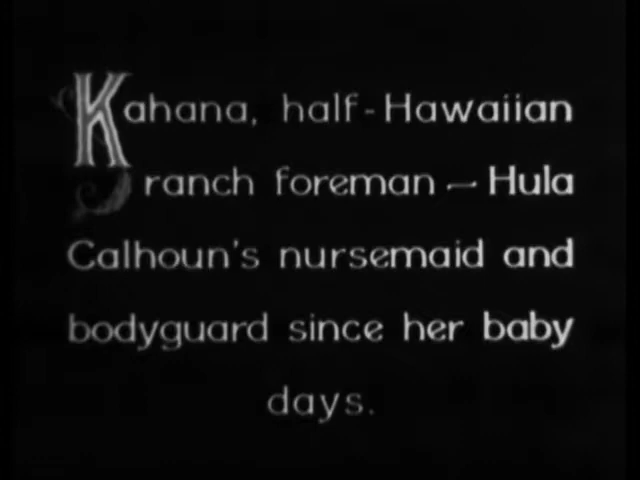 Kahana, half-Hawaiian
ranch foreman — Hula
Calhoun's nursemaid and
bodyguard since her baby
days.